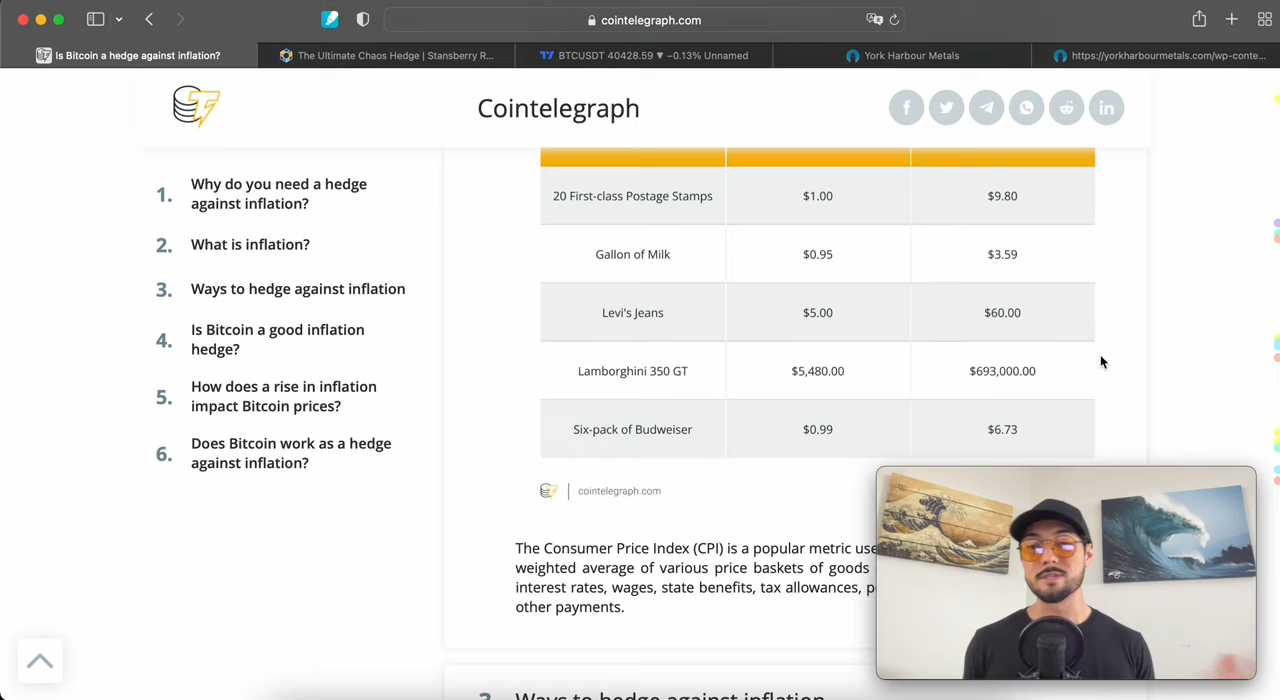 cointelegraph.com
Is Bitcoin a hedge against inflation?
The Ultimate Chaos Hedge | Stansberry R...
BTCUSDT 40428.59 ▼ −0.13% Unnamed
York Harbour Metals
https://yorkharbourmetals.com/wp-conte...
Cointelegraph
1. Why do you need a hedge
against inflation?
2. What is inflation?
3. Ways to hedge against inflation
4. Is Bitcoin a good inflation
hedge?
5. How does a rise in inflation
impact Bitcoin prices?
6. Does Bitcoin work as a hedge
against inflation?
20 First-class Postage Stamps $1.00 $9.80
Gallon of Milk $0.95 $3.59
Levi's Jeans $5.00 $60.00
Lamborghini 350 GT $5,480.00 $693,000.00
Six-pack of Budweiser $0.99 $6.73
cointelegraph.com
The Consumer Price Index (CPI) is a popular metric
weighted average of various price baskets of goods
interest rates, wages, state benefits, tax allowances,
other payments.
Ways to hedge against inflation